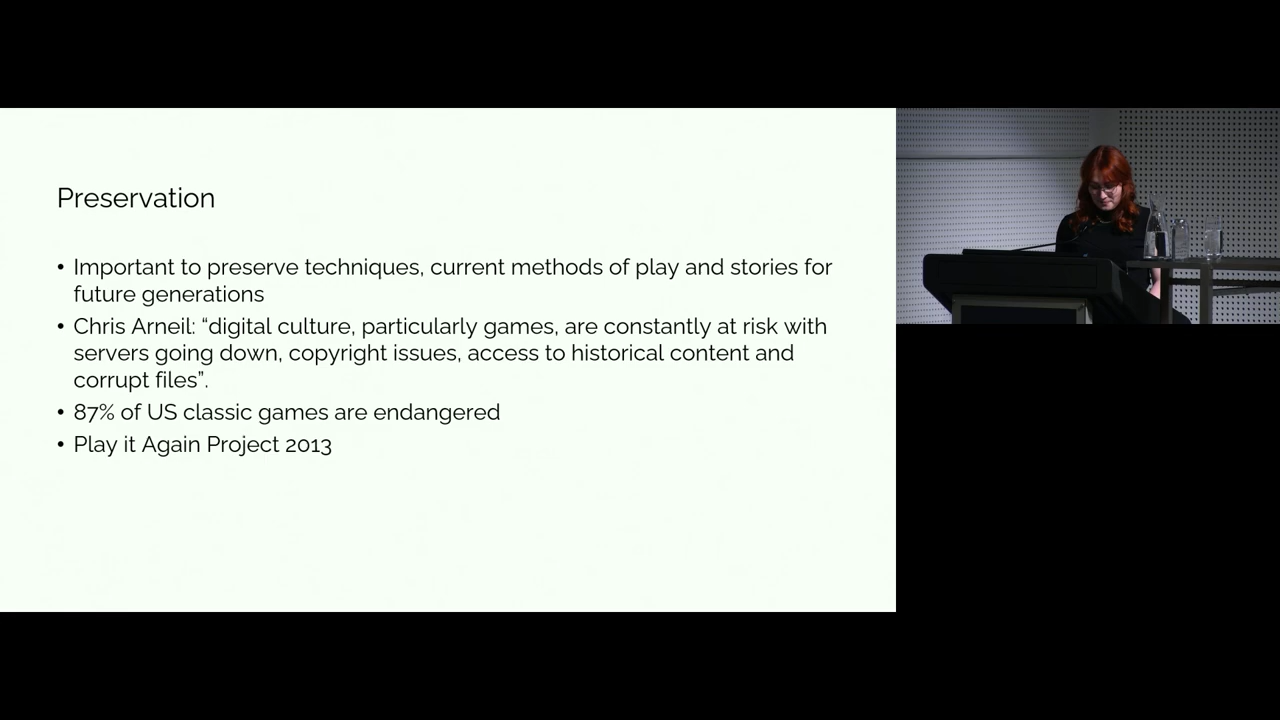 Preservation
• Important to preserve techniques, current methods of play and stories for
future generations
• Chris Arneil: “digital culture, particularly games, are constantly at risk with
servers going down, copyright issues, access to historical content and
corrupt files”.
• 87% of US classic games are endangered
• Play it Again Project 2013